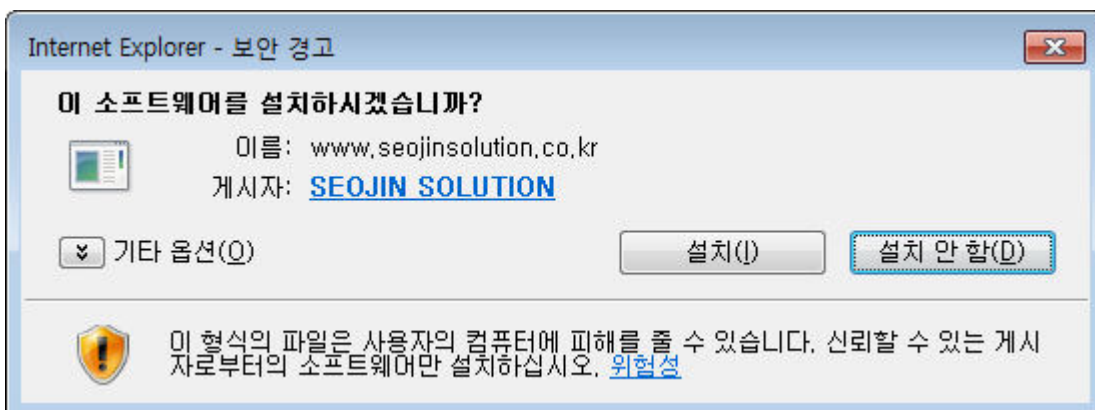 Internet Explorer - 보안 경고
이 소프트웨어를 설치하시겠습니까?
이름: www.seojinsolution.co.kr
게시자: SEOJIN SOLUTION
기타 옵션(O) 설치(I) 설치 안 함(D)
이 형식의 파일은 사용자의 컴퓨터에 피해를 줄 수 있습니다. 신뢰할 수 있는 게시
자로부터의 소프트웨어만 설치하십시오. 위험성